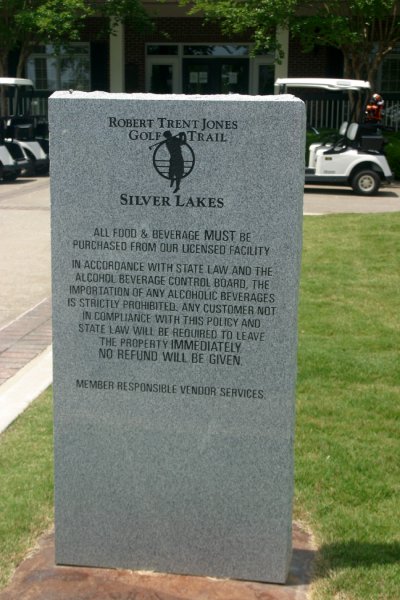 ROBERT TRENT JONES
GOLF TRAIL
SILVER LAKES
ALL FOOD & BEVERAGE MUST BE
PURCHASED FROM OUR LICENSED FACILITY
IN ACCORDANCE WITH STATE LAW AND THE
ALCOHOL BEVERAGE CONTROL BOARD, THE
IMPORTATION OF ANY ALCOHOLIC BEVERAGES
IS STRICTLY PROHIBITED. ANY CUSTOMER NOT
IN COMPLIANCE WITH THIS POLICY AND
STATE LAW WILL BE REQUIRED TO LEAVE
THE PROPERTY IMMEDIATELY.
NO REFUND WILL BE GIVEN.
MEMBER RESPONSIBLE VENDOR SERVICES.